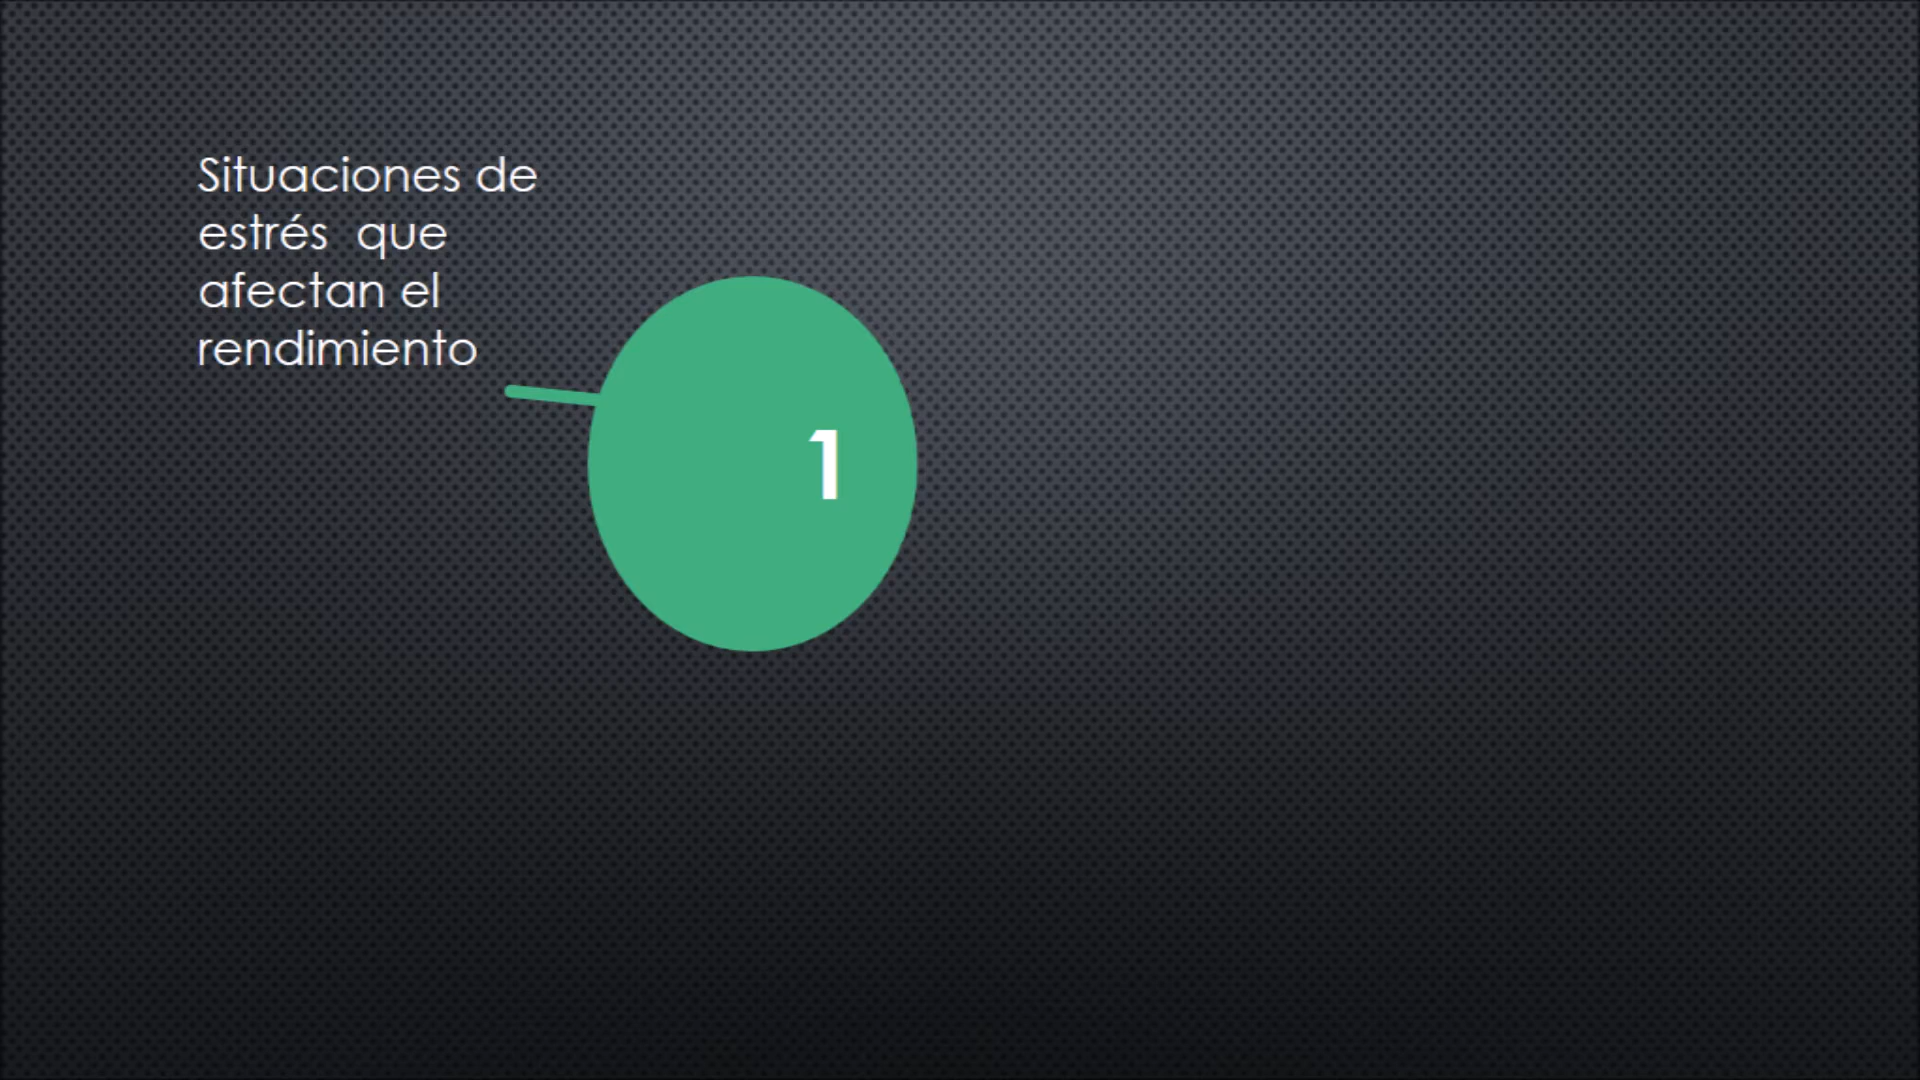 Situaciones de
estrés  que
afectan el
rendimiento
1